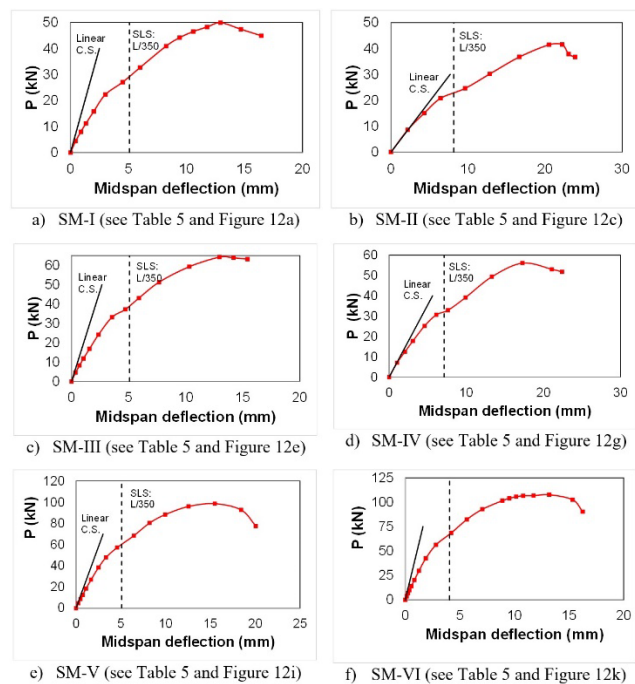 60
50
40
30
20
10
0
P (kN)
Linear
C.S.
SLS:
L/350
0 5 10 15 20
Midspan deflection (mm)
a) SM-I (see Table 5 and Figure 12a)
50
40
30
20
10
0
P (kN)
Linear
C.S.
SLS:
L/350
0 10 20 30
Midspan deflection (mm)
b) SM-II (see Table 5 and Figure 12c)
60
50
40
30
20
10
0
P (kN)
Linear
C.S.
SLS:
L/350
0 5 10 15 20
Midspan deflection (mm)
c) SM-III (see Table 5 and Figure 12e)
60
50
40
30
20
10
0
P (kN)
Linear
C.S.
SLS:
L/350
0 10 20 30
Midspan deflection (mm)
d) SM-IV (see Table 5 and Figure 12g)
120
100
80
60
40
20
0
P (kN)
Linear
C.S.
SLS:
L/350
0 5 10 15 20 25
Midspan deflection (mm)
e) SM-V (see Table 5 and Figure 12i)
125
100
75
50
25
0
P (kN)
0 5 10 15 20
Midspan deflection (mm)
f) SM-VI (see Table 5 and Figure 12k)